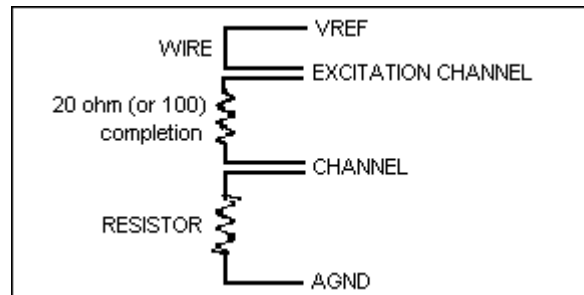 VREF
WIRE
EXCITATION CHANNEL
20 ohm (or 100)
completion
CHANNEL
RESISTOR
AGND